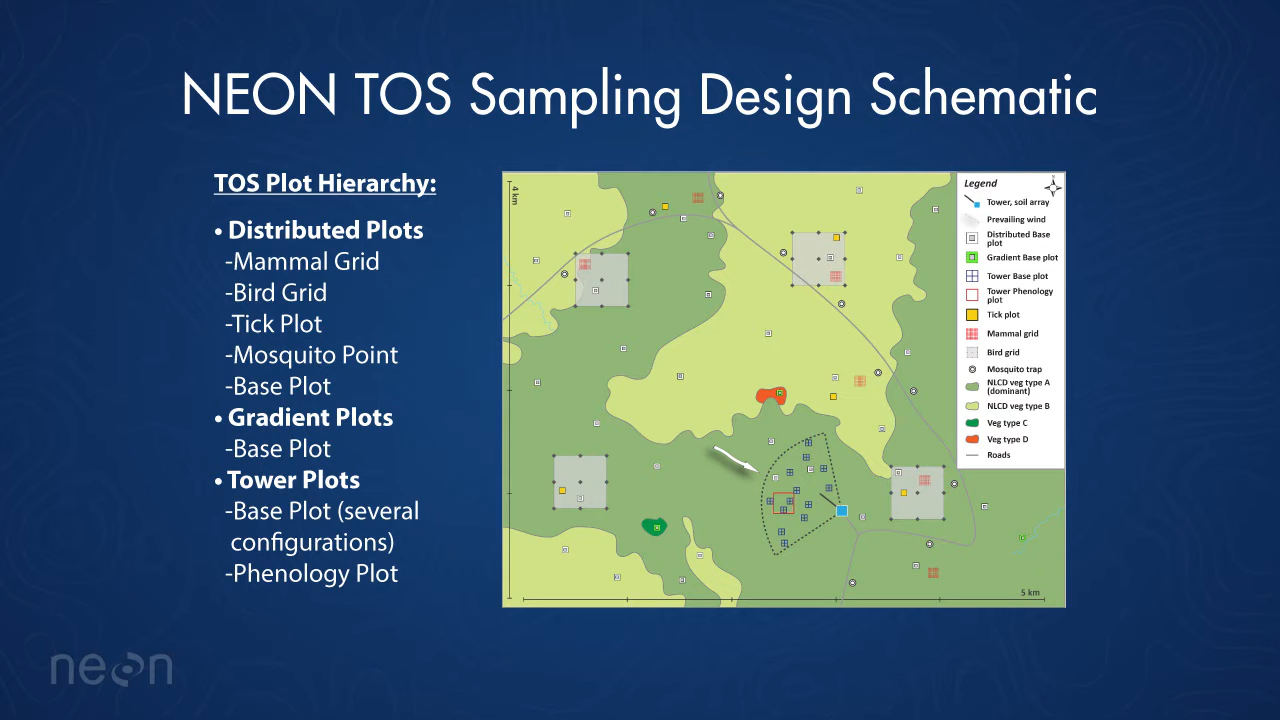 NEON TOS Sampling Design Schematic
TOS Plot Hierarchy:
• Distributed Plots
-Mammal Grid
-Bird Grid
-Tick Plot
-Mosquito Point
-Base Plot
• Gradient Plots
-Base Plot
• Tower Plots
-Base Plot (several
configurations)
-Phenology Plot
4 km
5 km
Legend
N
Tower, soil array
Prevailing wind
Distributed Base
plot
Gradient Base plot
Tower Base plot
Tower Phenology
plot
Tick plot
Mammal grid
Bird grid
Mosquito trap
NLCD veg type A
(dominant)
NLCD veg type B
Veg type C
Veg type D
Roads
neon